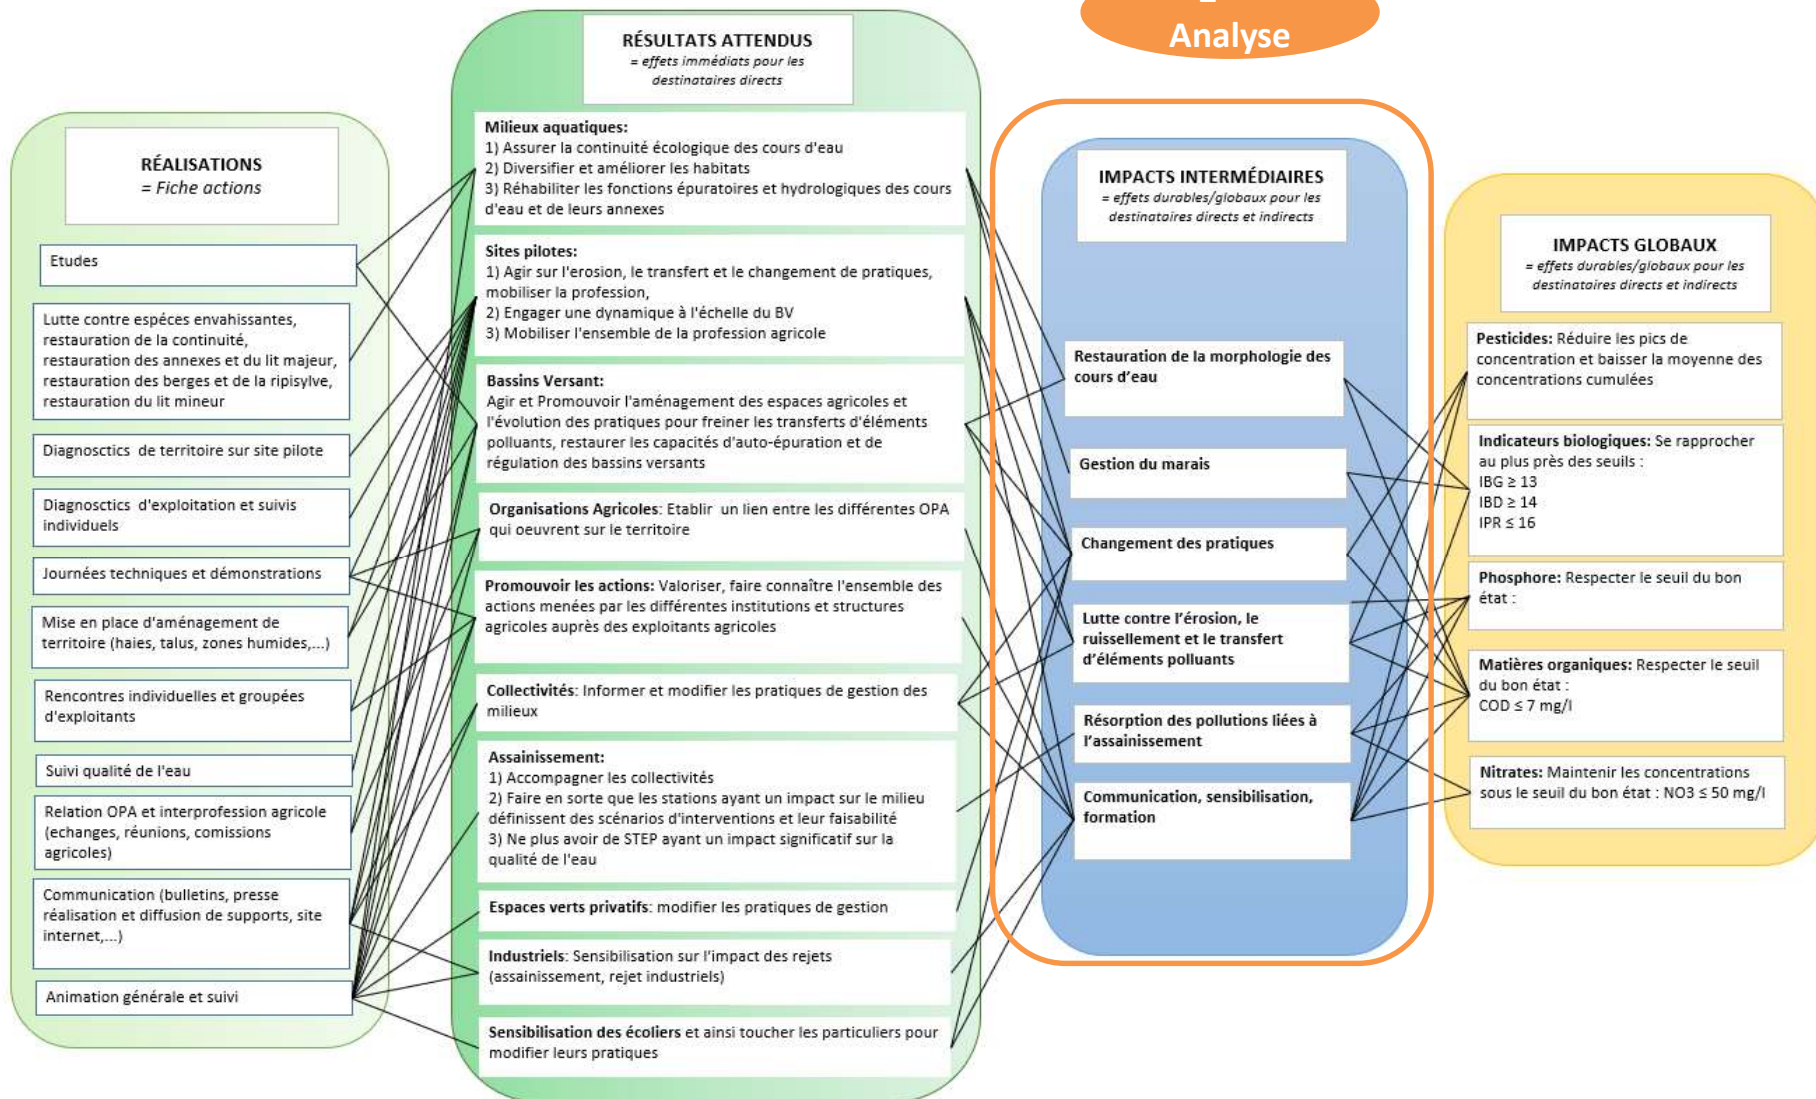 Analyse
RÉALISATIONS
= Fiche actions
Etudes
Lutte contre espéces envahissantes,
restauration de la continuité,
restauration des annexes et du lit majeur,
restauration des berges et de la ripisylve,
restauration du lit mineur
Diagnosctics de territoire sur site pilote
Diagnosctics d'exploitation et suivis
individuels
Journées techniques et démonstrations
Mise en place d'aménagement de
territoire (haies, talus, zones humides,...)
Rencontres individuelles et groupées
d'exploitants
Suivi qualité de l'eau
Relation OPA et interprofession agricole
(echanges, réunions, comissions
agricoles)
Communication (bulletins, presse
réalisation et diffusion de supports, site
internet,...)
Animation générale et suivi
RÉSULTATS ATTENDUS
= effets immédiats pour les
destinataires directs
Milieux aquatiques:
1) Assurer la continuité écologique des cours d'eau
2) Diversifier et améliorer les habitats
3) Réhabiliter les fonctions épuratoires et hydrologiques des cours
d'eau et de leurs annexes
Sites pilotes:
1) Agir sur l'erosion, le transfert et le changement de pratiques,
mobiliser la profession,
2) Engager une dynamique à l'échelle du BV
3) Mobiliser l'ensemble de la profession agricole
Bassins Versant:
Agir et Promouvoir l'aménagement des espaces agricoles et
l'évolution des pratiques pour freiner les transferts d'éléments
polluants, restaurer les capacités d'auto-épuration et de
régulation des bassins versants
Organisations Agricoles: Etablir un lien entre les différentes OPA
qui oeuvrent sur le territoire
Promouvoir les actions: Valoriser, faire connaître l'ensemble des
actions menées par les différentes institutions et structures
agricoles auprès des exploitants agricoles
Collectivités: Informer et modifier les pratiques de gestion des
milieux
Assainissement:
1) Accompagner les collectivités
2) Faire en sorte que les stations ayant un impact sur le milieu
définissent des scénarios d'interventions et leur faisabilité
3) Ne plus avoir de STEP ayant un impact significatif sur la
qualité de l'eau
Espaces verts privatifs: modifier les pratiques de gestion
Industriels: Sensibilisation sur l'impact des rejets
(assainissement, rejet industriels)
Sensibilisation des écoliers et ainsi toucher les particuliers pour
modifier leurs pratiques
IMPACTS INTERMÉDIAIRES
= effets durables/globaux pour les
destinataires directs et indirects
Restauration de la morphologie des
cours d'eau
Gestion du marais
Changement des pratiques
Lutte contre l'érosion, le
ruissellement et le transfert
d'éléments polluants
Résorption des pollutions liées à
l'assainissement
Communication, sensibilisation,
formation
IMPACTS GLOBAUX
= effets durables/globaux pour les
destinataires directs et indirects
Pesticides: Réduire les pics de
concentration et baisser la moyenne des
concentrations cumulées
Indicateurs biologiques: Se rapprocher
au plus près des seuils :
IBG ≥ 13
IBD ≥ 14
IPR ≤ 16
Phosphore: Respecter le seuil du bon
état :
Matières organiques: Respecter le seuil
du bon état :
COD ≤ 7 mg/l
Nitrates: Maintenir les concentrations
sous le seuil du bon état : NO3 ≤ 50 mg/l